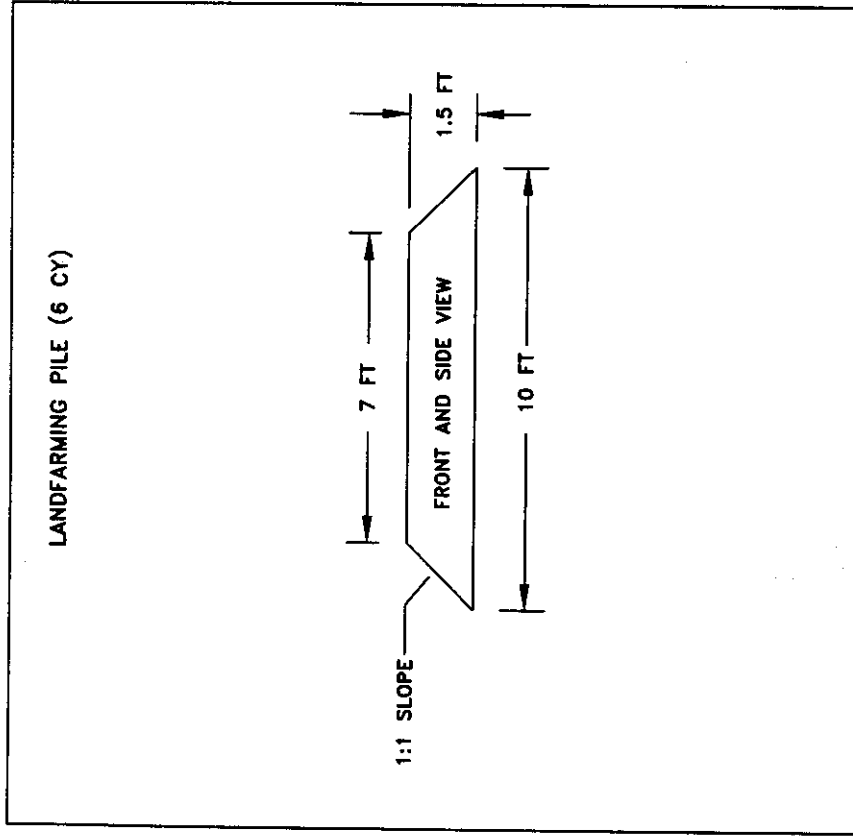 LANDFARMING PILE (6 CY)
7 FT
1.5 FT
1:1 SLOPE
FRONT AND SIDE VIEW
10 FT